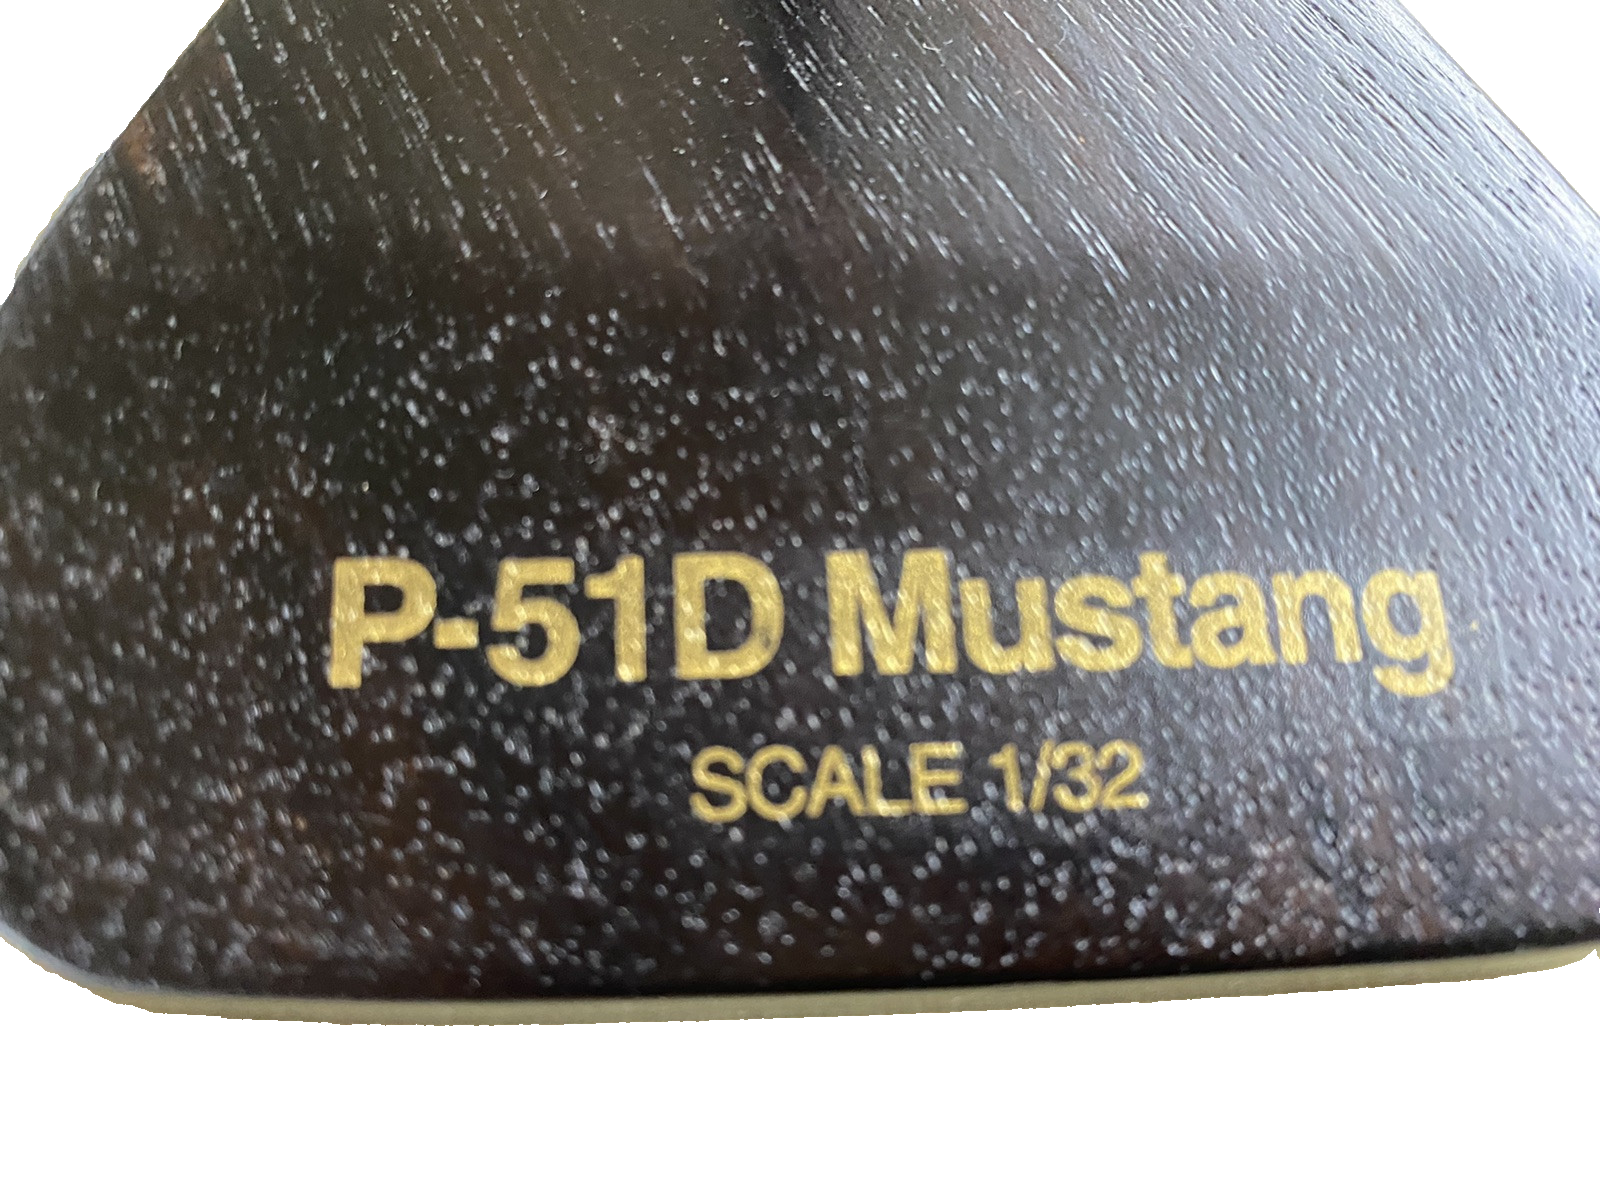 P-51D Mustang
SCALE 1/32